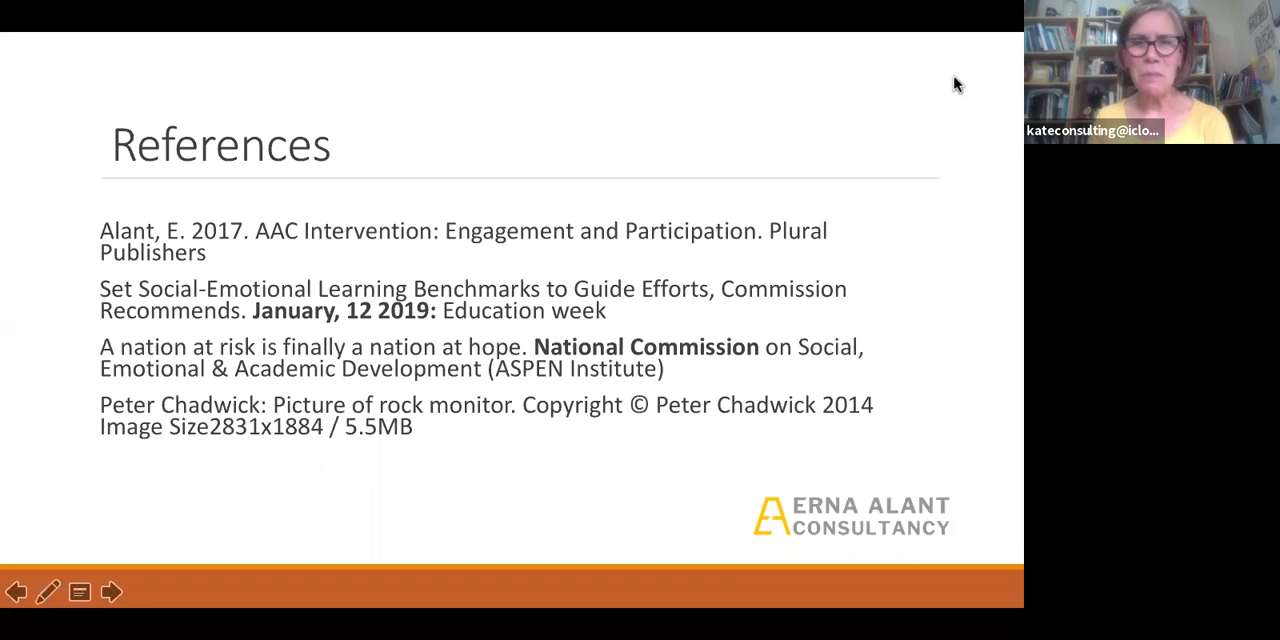 References
Alant, E. 2017. AAC Intervention: Engagement and Participation. Plural
Publishers
Set Social-Emotional Learning Benchmarks to Guide Efforts, Commission
Recommends. January, 12 2019: Education week
A nation at risk is finally a nation at hope. National Commission on Social,
Emotional & Academic Development (ASPEN Institute)
Peter Chadwick: Picture of rock monitor. Copyright © Peter Chadwick 2014
Image Size2831x1884 / 5.5MB
ERNA ALANT
CONSULTANCY
kateconsulting@iclo...